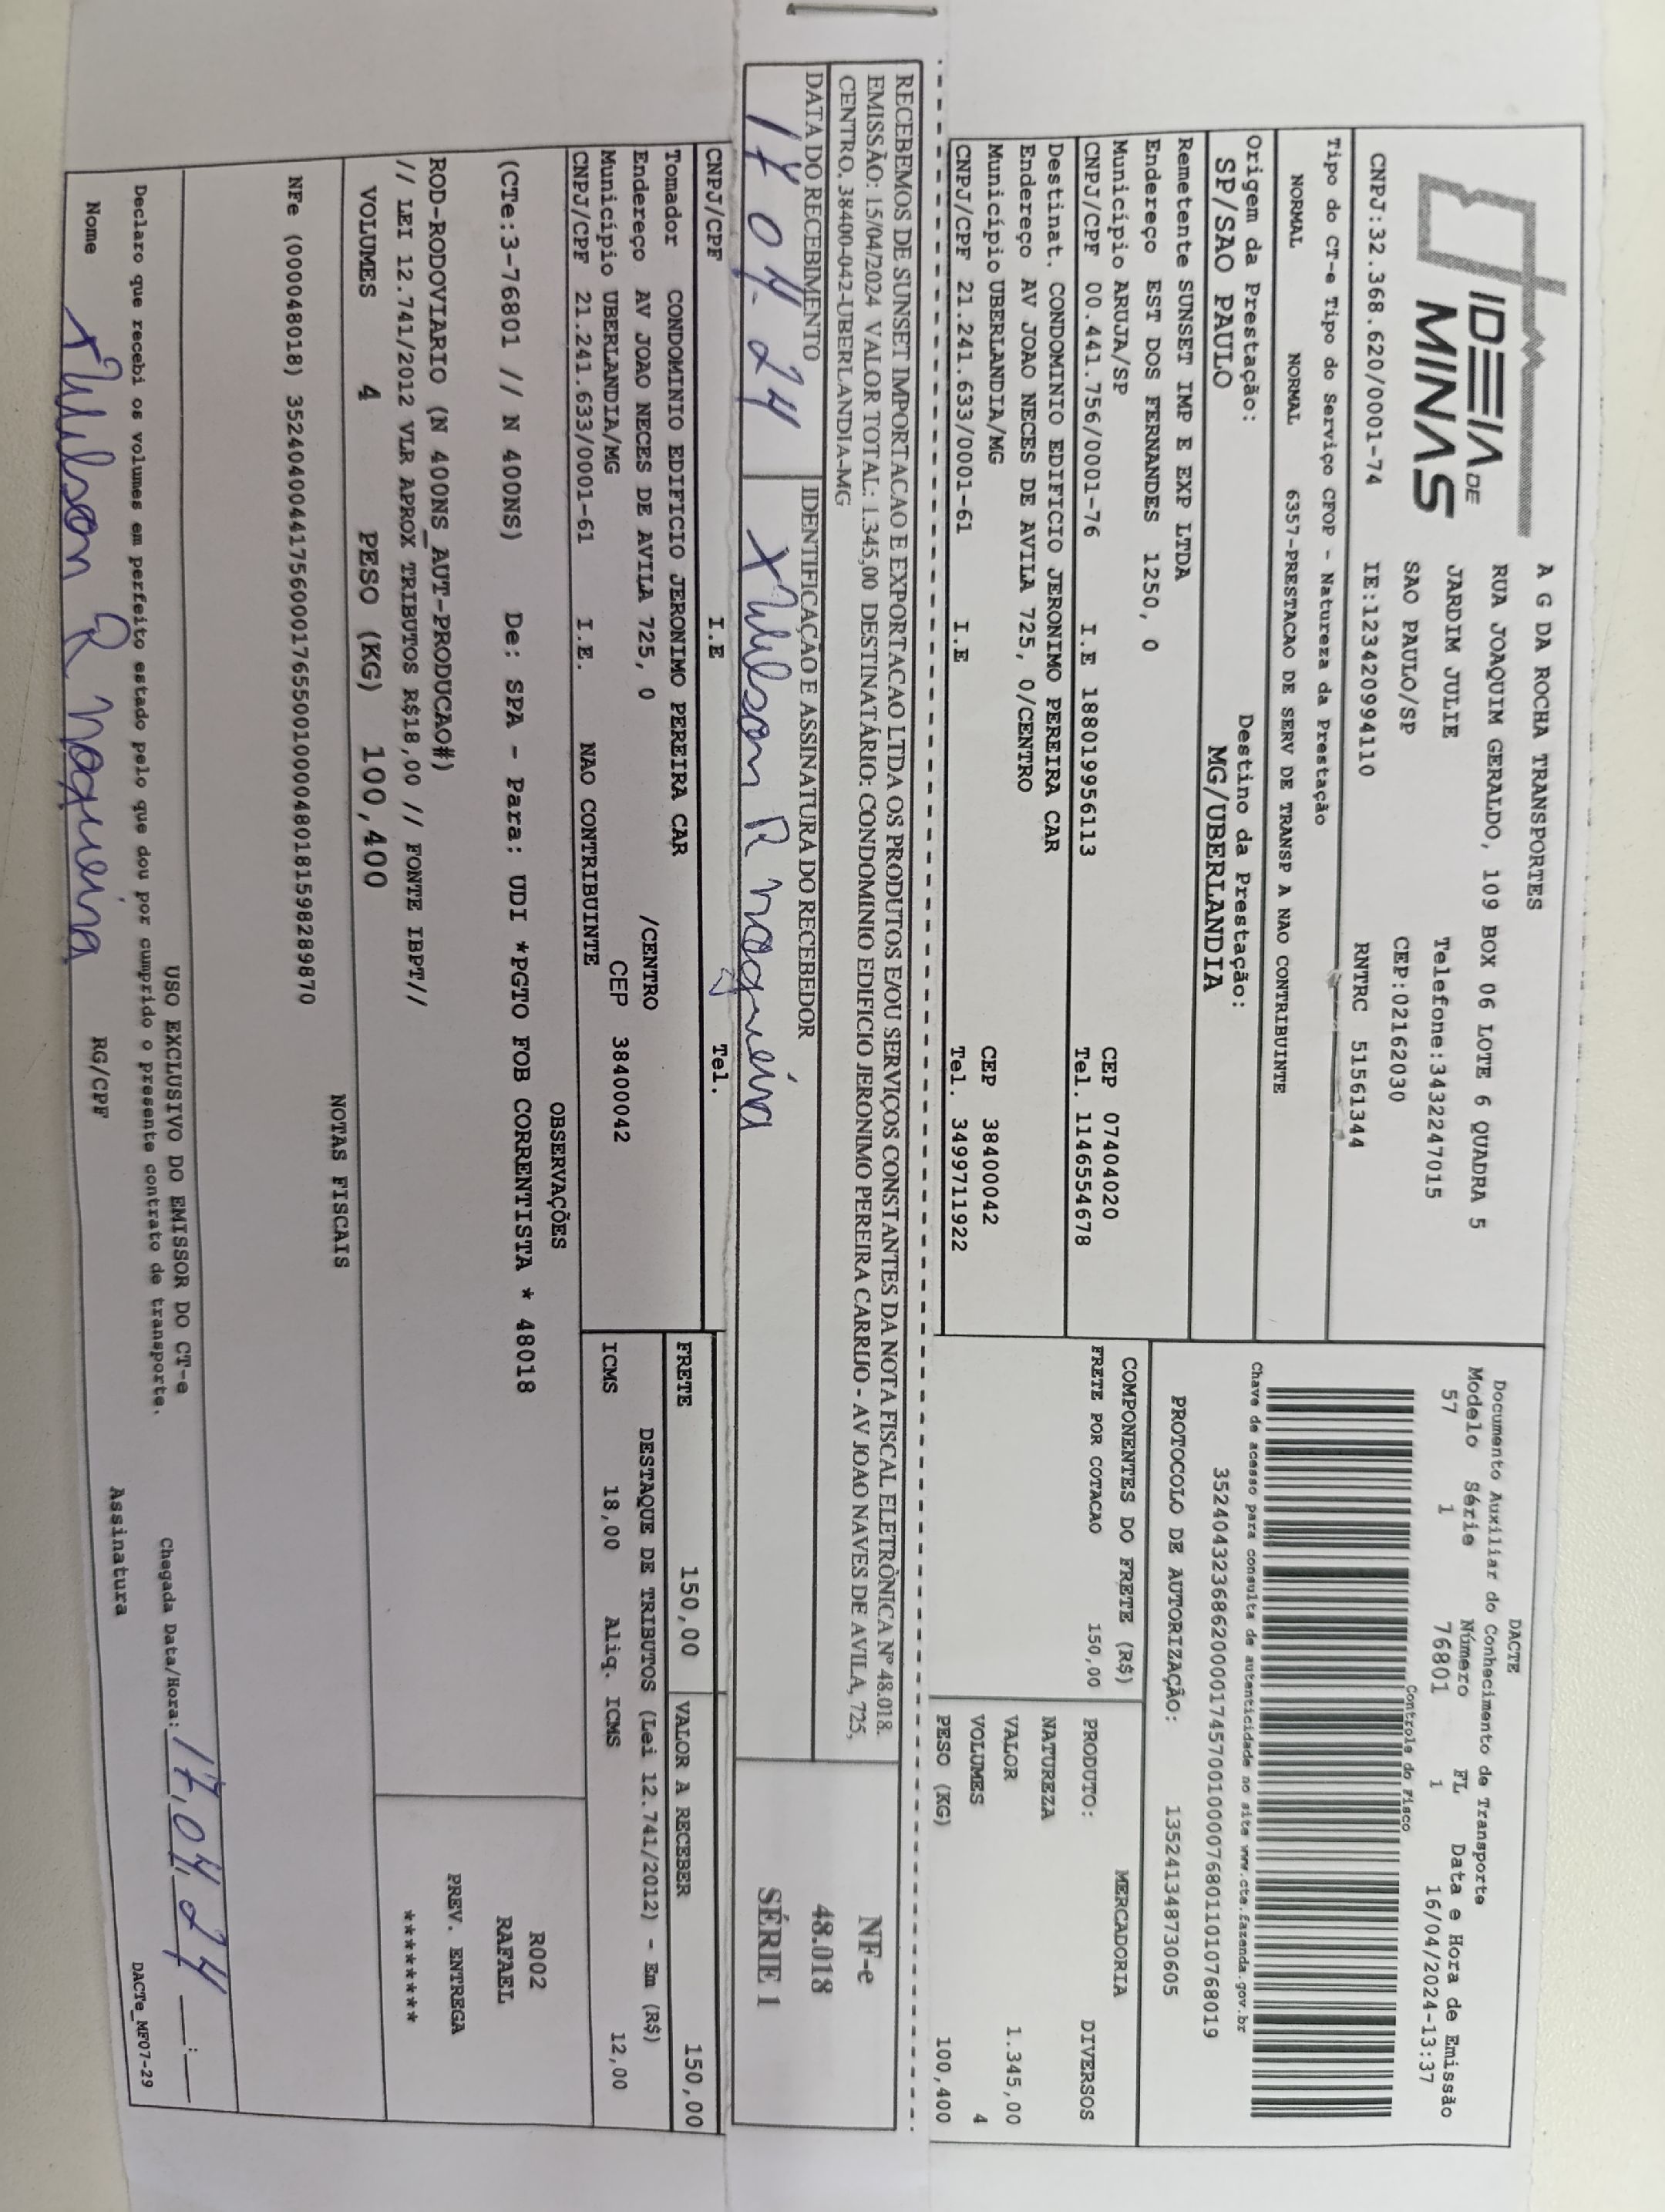 IDEIA DE
MINAS
A G DA ROCHA TRANSPORTES
RUA JOAQUIM GERALDO, 109 BOX 06 LOTE 6 QUADRA 5
JARDIM JULIE Telefone:3432247015
SAO PAULO/SP CEP:02162030
CNPJ:32.368.620/0001-74 IE:123420994110 RNTRC 51561344
Tipo do CT-e Tipo do Serviço CFOP - Natureza da Prestação
NORMAL NORMAL 6357-PRESTACAO DE SERV DE TRANSP A NAO CONTRIBUINTE
Origem da Prestação: Destino da Prestação:
SP/SAO PAULO MG/UBERLANDIA
Remetente SUNSET IMP E EXP LTDA
Endereço EST DOS FERNANDES 1250, 0
Município ARUJA/SP CEP 07404020
CNPJ/CPF 00.441.756/0001-76 I.E 188019956113 Tel. 1146554678
Destinat. CONDOMINIO EDIFICIO JERONIMO PEREIRA CAR
Endereço AV JOAO NECES DE AVILA 725, 0/CENTRO
Município UBERLANDIA/MG CEP 38400042
CNPJ/CPF 21.241.633/0001-61 I.E Tel. 34997119​22
DACTE
Documento Auxiliar do Conhecimento de Transporte
Modelo Série Número FL Data e Hora de Emissão
57 1 76801 1 16/04/2024-13:37
Controle do Fisco
Chave de acesso para consulta de autenticidade no site www.cte.fazenda.gov.br
35240432368620000174570010000768011010768019
PROTOCOLO DE AUTORIZAÇÃO: 135241348730605
COMPONENTES DO FRETE (R$)
FRETE POR COTACAO 150,00
MERCADORIA
PRODUTO: DIVERSOS
NATUREZA
VALOR 1.345,00
VOLUMES 4
PESO (KG) 100,400
RECEBEMOS DE SUNSET IMPORTACAO E EXPORTACAO LTDA OS PRODUTOS E/OU SERVIÇOS CONSTANTES DA NOTA FISCAL ELETRÔNICA Nº 48.018.
EMISSÃO: 15/04/2024 VALOR TOTAL: 1.345,00 DESTINATÁRIO: CONDOMINIO EDIFICIO JERONIMO PEREIRA CARRIJO - AV JOAO NAVES DE AVILA, 725,
CENTRO, 38400-042-UBERLANDIA-MG
DATA DO RECEBIMENTO IDENTIFICAÇÃO E ASSINATURA DO RECEBEDOR
17 04 24 x Wilson R Nogueira
NF-e
48.018
SÉRIE 1
CNPJ/CPF I.E Tel.
Tomador CONDOMINIO EDIFICIO JERONIMO PEREIRA CAR
Endereço AV JOAO NECES DE AVILA 725, 0 /CENTRO
Município UBERLANDIA/MG CEP 38400042
CNPJ/CPF 21.241.633/0001-61 I.E. NAO CONTRIBUINTE
FRETE 150,00 VALOR A RECEBER 150,00
DESTAQUE DE TRIBUTOS (Lei 12.741/2012) - Em (R$)
ICMS 18,00 Aliq. ICMS 12,00
OBSERVAÇÕES
(CTe:3-76801 // N 400NS) De: SPA - Para: UDI *PGTO FOB CORRENTISTA * 48018
ROD-RODOVIARIO (N 400NS_AUT-PRODUCAO#)
// LEI 12.741/2012 VLR APROX TRIBUTOS R$18,00 // FONTE IBPT//
R002
RAFAEL
PREV. ENTREGA
********
VOLUMES 4 PESO (KG) 100,400
NOTAS FISCAIS
NFe (000048018) 35240400441756000176550010000480181598289870
USO EXCLUSIVO DO EMISSOR DO CT-e
Declaro que recebi os volumes em perfeito estado pelo que dou por cumprido o presente contrato de transporte.
Chegada Data/Hora: 17.04.24 ___:___
Nome x Wilson R Nogueira RG/CPF Assinatura
DACTe_MF07-29